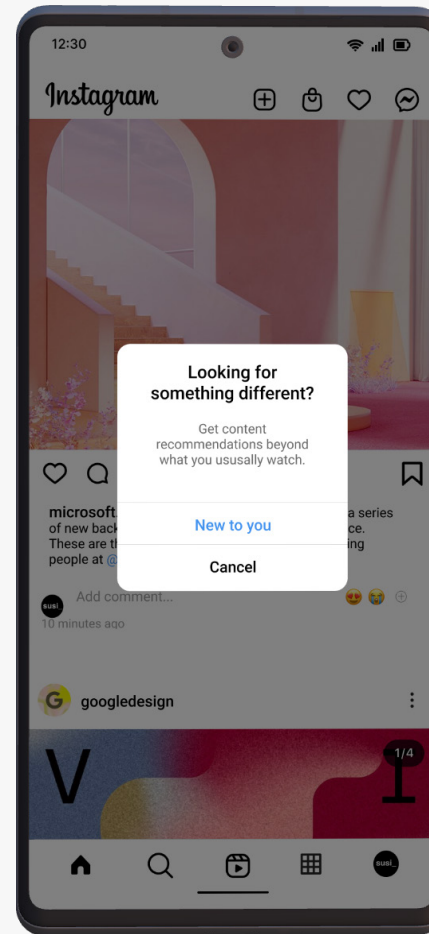 12:30
Instagram
Looking for
something different?
Get content
recommendations beyond
what you ususally watch.
New to you
Cancel
microsoft
a series
of new back
ce.
These are th
ing
people at @
susi_
Add comment...
10 minutes ago
G googledesign
1/4
V I
susi_